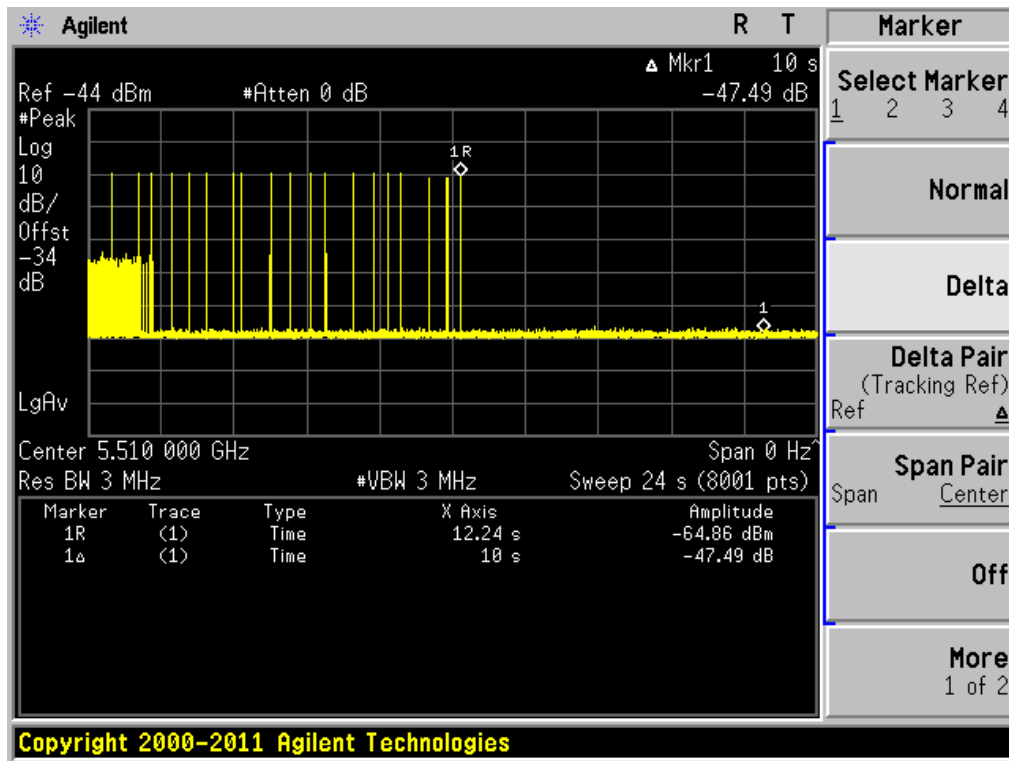 Agilent R T
▵ Mkr1 10 s
Ref -44 dBm #Atten 0 dB -47.49 dB
#Peak
Log
10
dB/
Offst
-34
dB
1R
1
LgAv
Center 5.510 000 GHz Span 0 Hz^
Res BW 3 MHz #VBW 3 MHz Sweep 24 s (8001 pts)
Marker Trace Type X Axis Amplitude
1R (1) Time 12.24 s -64.86 dBm
1▵ (1) Time 10 s -47.49 dB
Marker
Select Marker
1 2 3 4
Normal
Delta
Delta Pair
(Tracking Ref)
Ref ▵
Span Pair
Span Center
Off
More
1 of 2
Copyright 2000-2011 Agilent Technologies